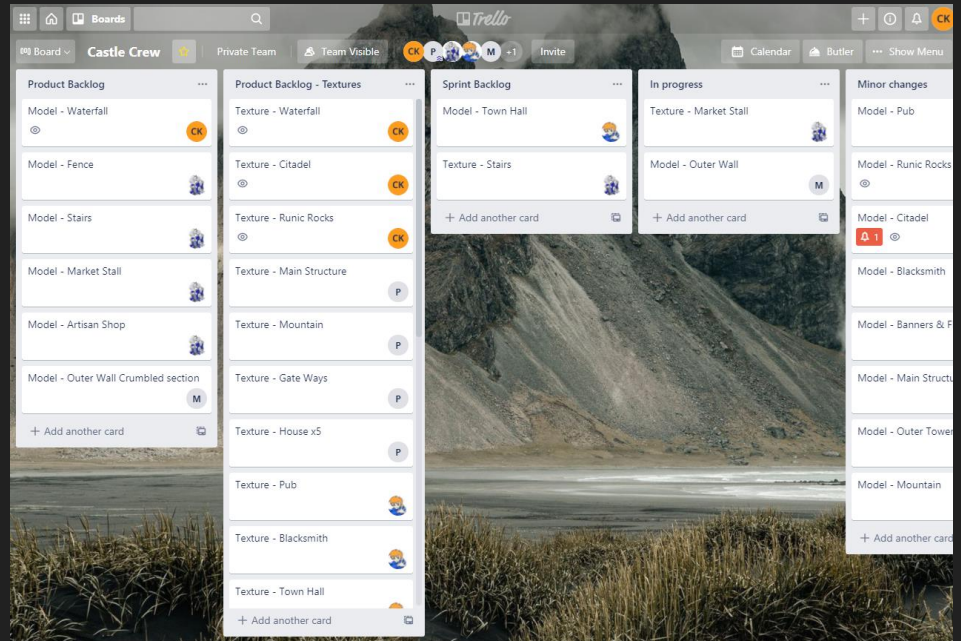 Boards
Trello
CK
Board
Castle Crew
Private Team
Team Visible
CK
P
M
+1
Invite
Calendar
Butler
Show Menu
Product Backlog
Model - Waterfall
CK
Model - Fence
Model - Stairs
Model - Market Stall
Model - Artisan Shop
Model - Outer Wall Crumbled section
M
+ Add another card
Product Backlog - Textures
Texture - Waterfall
CK
Texture - Citadel
CK
Texture - Runic Rocks
CK
Texture - Main Structure
P
Texture - Mountain
P
Texture - Gate Ways
P
Texture - House x5
P
Texture - Pub
Texture - Blacksmith
Texture - Town Hall
+ Add another card
Sprint Backlog
Model - Town Hall
Texture - Stairs
+ Add another card
In progress
Texture - Market Stall
Model - Outer Wall
M
+ Add another card
Minor changes
Model - Pub
Model - Runic Rocks
Model - Citadel
1
Model - Blacksmith
Model - Banners & F
Model - Main Structu
Model - Outer Tower
Model - Mountain
+ Add another card